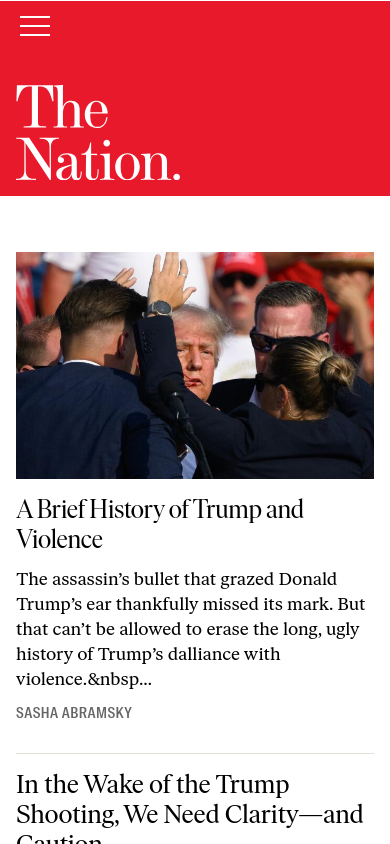 The
Nation.
A Brief History of Trump and
Violence
The assassin’s bullet that grazed Donald
Trump’s ear thankfully missed its mark. But
that can’t be allowed to erase the long, ugly
history of Trump’s dalliance with
violence.&nbsp...
SASHA ABRAMSKY
In the Wake of the Trump
Shooting, We Need Clarity—and
Caution